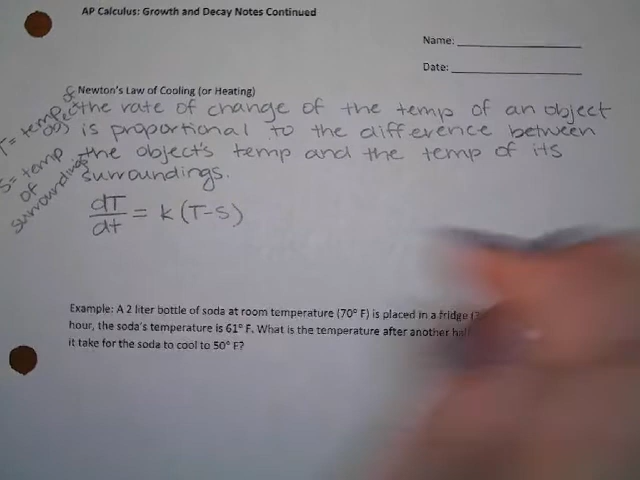 AP Calculus: Growth and Decay Notes Continued
Name:
Date:
Newton's Law of Cooling (or Heating)
the rate of change of the temp of an object
is proportional to the difference between
the object's temp and the temp of its
surroundings.
T = temp of object
S = temp of surroundings
dT/dt = k (T-S)
Example: A 2 liter bottle of soda at room temperature (70° F) is placed in a fridge
hour, the soda's temperature is 61° F. What is the temperature after another
it take for the soda to cool to 50° F?